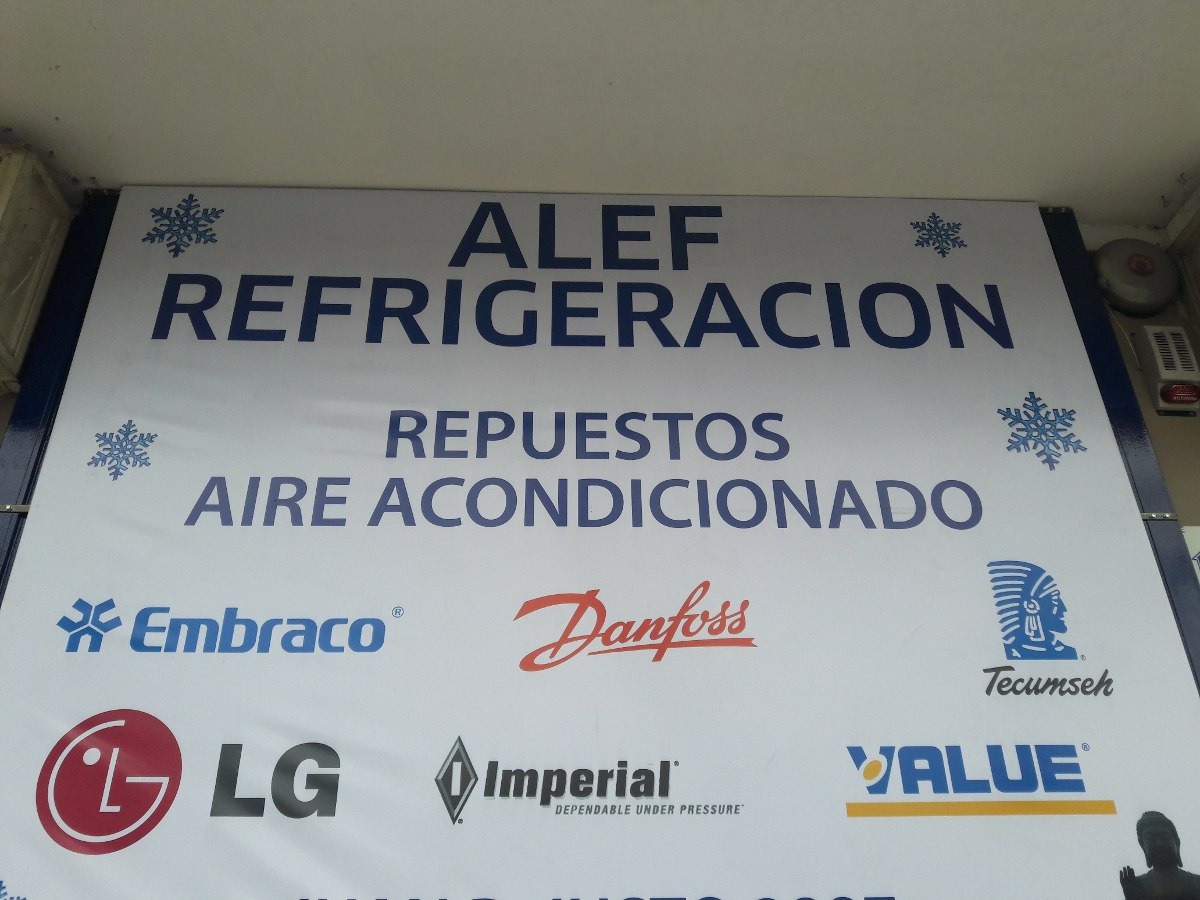 ALEF
REFRIGERACION
REPUESTOS
AIRE ACONDICIONADO
Embraco®
Danfoss
Tecumseh
LG
Imperial
DEPENDABLE UNDER PRESSURE
VALUE®